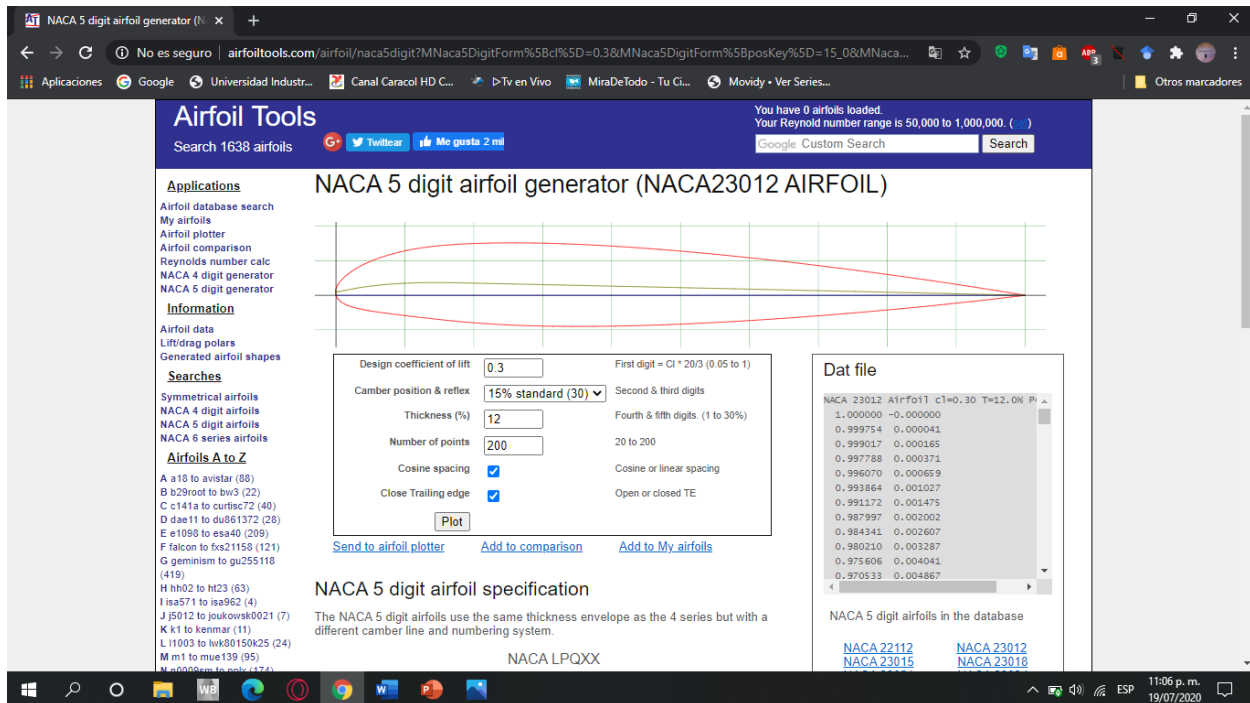 NACA 5 digit airfoil generator (N
No es seguro | airfoiltools.com/airfoil/naca5digit?MNaca5DigitForm%5Bcl%5D=0.3&MNaca5DigitForm%5BposKey%5D=15_0&MNaca...
ABP
3
Aplicaciones Google Universidad Industr... Canal Caracol HD C... ▷Tv en Vivo MiraDeTodo - Tu Ci... Movidy • Ver Series... Otros marcadores
Airfoil Tools
Search 1638 airfoils
G+ Twittear Me gusta 2 mil
You have 0 airfoils loaded.
Your Reynold number range is 50,000 to 1,000,000. (set)
Google Custom Search Search
Applications
Airfoil database search
My airfoils
Airfoil plotter
Airfoil comparison
Reynolds number calc
NACA 4 digit generator
NACA 5 digit generator
Information
Airfoil data
Lift/drag polars
Generated airfoil shapes
Searches
Symmetrical airfoils
NACA 4 digit airfoils
NACA 5 digit airfoils
NACA 6 series airfoils
Airfoils A to Z
A a18 to avistar (88)
B b29root to bw3 (22)
C c141a to curtisc72 (40)
D dae11 to du861372 (28)
E e1098 to esa40 (209)
F falcon to fxs21158 (121)
G geminism to gu255118
(419)
H hh02 to ht23 (63)
I isa571 to isa962 (4)
J j5012 to joukowsk0021 (7)
K k1 to kenmar (11)
L l1003 to lwk80150k25 (24)
M m1 to mue139 (95)
N n0009sm to nplx (174)
NACA 5 digit airfoil generator (NACA23012 AIRFOIL)
Design coefficient of lift 0.3 First digit = Cl * 20/3 (0.05 to 1)
Camber position & reflex 15% standard (30) Second & third digits
Thickness (%) 12 Fourth & fifth digits. (1 to 30%)
Number of points 200 20 to 200
Cosine spacing Cosine or linear spacing
Close Trailing edge Open or closed TE
Plot
Send to airfoil plotter Add to comparison Add to My airfoils
NACA 5 digit airfoil specification
The NACA 5 digit airfoils use the same thickness envelope as the 4 series but with a
different camber line and numbering system.
NACA LPQXX
Dat file
NACA 23012 Airfoil cl=0.30 T=12.0% P
1.000000 -0.000000
0.999754 0.000041
0.999017 0.000165
0.997788 0.000371
0.996070 0.000659
0.993864 0.001027
0.991172 0.001475
0.987997 0.002002
0.984341 0.002607
0.980210 0.003287
0.975606 0.004041
0.970533 0.004867
NACA 5 digit airfoils in the database
NACA 22112 NACA 23012
NACA 23015 NACA 23018
WB
ESP
11:06 p. m.
19/07/2020